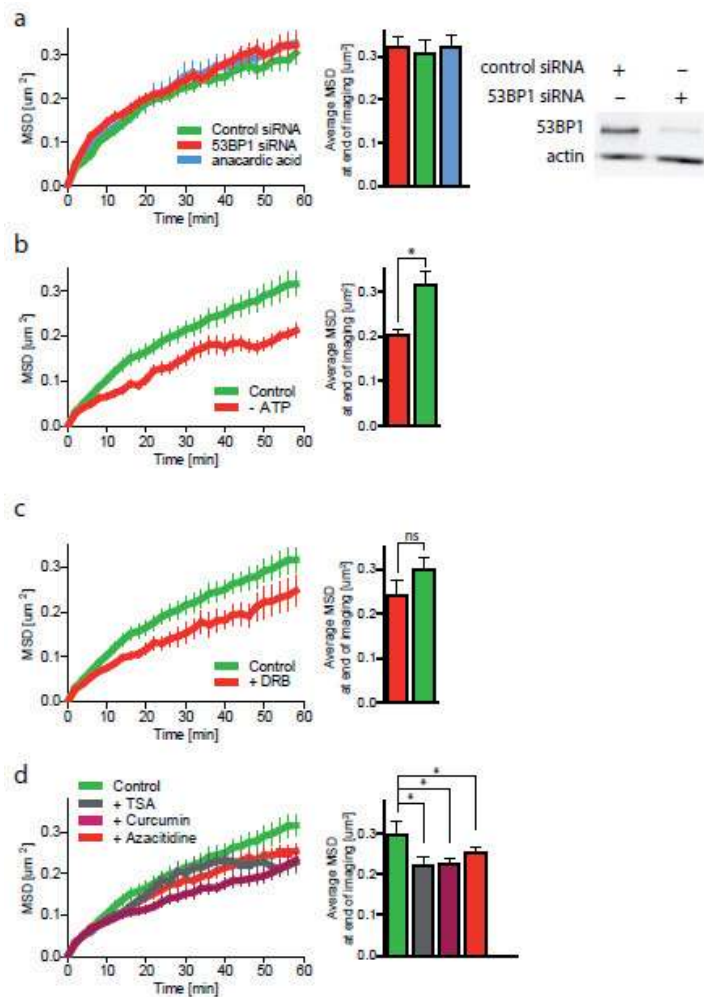 a
MSD [um 2]
0.3
0.2
0.1
0.0
Control siRNA
53BP1 siRNA
anacardic acid
0 10 20 30 40 50 60
Time [min]
Average MSD
at end of imaging [um²]
0.3
0.2
0.1
0.0
control siRNA + –
53BP1 siRNA – +
53BP1
actin
b
MSD [um 2]
0.3
0.2
0.1
0.0
Control
- ATP
0 10 20 30 40 50 60
Time [min]
Average MSD
at end of imaging [um²]
0.3
0.2
0.1
0.0
*
c
MSD [um 2]
0.3
0.2
0.1
0.0
Control
+ DRB
0 10 20 30 40 50 60
Time [min]
Average MSD
at end of imaging [um²]
0.3
0.2
0.1
0.0
ns
d
Control
+ TSA
+ Curcumin
+ Azacitidine
MSD [um 2]
0.3
0.2
0.1
0.0
0 10 20 30 40 50 60
Time [min]
Average MSD
at end of imaging [um²]
0.3
0.2
0.1
0.0
*
*
*